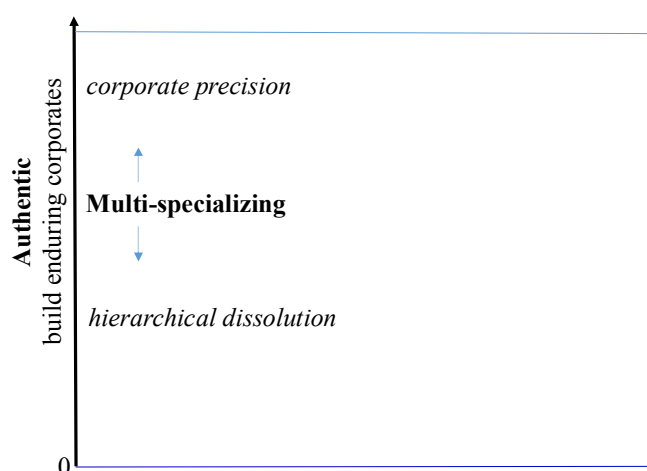 corporate precision
Authentic
build enduring corporates
Multi-specializing
hierarchical dissolution
0